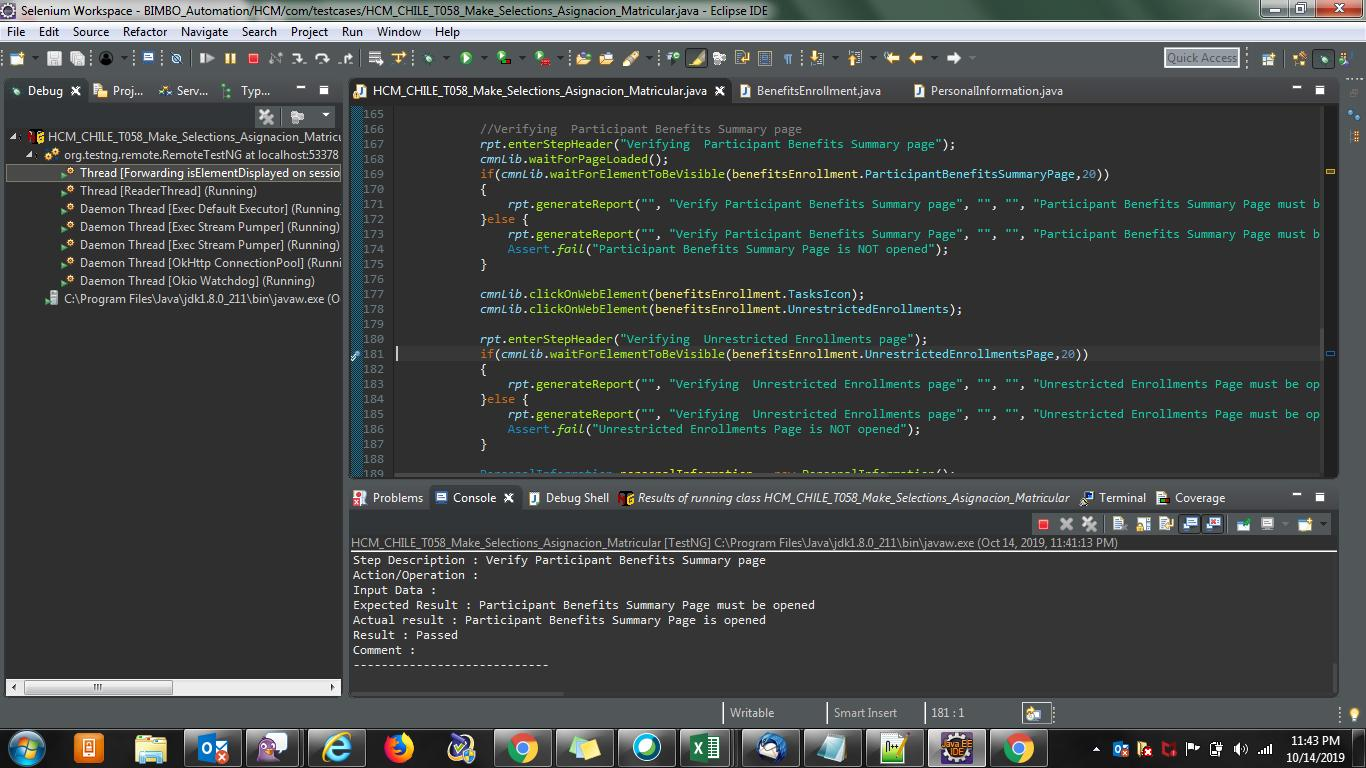 Selenium Workspace - BIMBO_Automation/HCM/com/testcases/HCM_CHILE_T058_Make_Selections_Asignacion_Matricular.java - Eclipse IDE
File Edit Source Refactor Navigate Search Project Run Window Help
Quick Access
Debug Proj... Serv... Typ...
HCM_CHILE_T058_Make_Selections_Asignacion_Matricular.java BenefitsEnrollment.java PersonalInformation.java
HCM_CHILE_T058_Make_Selections_Asignacion_Matricu
org.testng.remote.RemoteTestNG at localhost:53378
Thread [Forwarding isElementDisplayed on sessio
Thread [ReaderThread] (Running)
Daemon Thread [Exec Default Executor] (Running)
Daemon Thread [Exec Stream Pumper] (Running)
Daemon Thread [Exec Stream Pumper] (Running)
Daemon Thread [OkHttp ConnectionPool] (Runni
Daemon Thread [Okio Watchdog] (Running)
C:\Program Files\Java\jdk1.8.0_211\bin\javaw.exe (O
165
166 //Verifying  Participant Benefits Summary page
167 rpt.enterStepHeader("Verifying  Participant Benefits Summary page");
168 cmnLib.waitForPageLoaded();
169 if(cmnLib.waitForElementToBeVisible(benefitsEnrollment.ParticipantBenefitsSummaryPage,20))
170 {
171 rpt.generateReport("", "Verify Participant Benefits Summary page", "", "", "Participant Benefits Summary Page must b
172 }else {
173 rpt.generateReport("", "Verify Participant Benefits Summary Page", "", "", "Participant Benefits Summary Page must b
174 Assert.fail("Participant Benefits Summary Page is NOT opened");
175 }
176
177 cmnLib.clickOnWebElement(benefitsEnrollment.TasksIcon);
178 cmnLib.clickOnWebElement(benefitsEnrollment.UnrestrictedEnrollments);
179
180 rpt.enterStepHeader("Verifying  Unrestricted Enrollments page");
181 if(cmnLib.waitForElementToBeVisible(benefitsEnrollment.UnrestrictedEnrollmentsPage,20))
182 {
183 rpt.generateReport("", "Verifying  Unrestricted Enrollments page", "", "", "Unrestricted Enrollments Page must be op
184 }else {
185 rpt.generateReport("", "Verifying  Unrestricted Enrollments page", "", "", "Unrestricted Enrollments Page must be op
186 Assert.fail("Unrestricted Enrollments Page is NOT opened");
187 }
188
189 PersonalInformation personalInformation = new PersonalInformation();
Problems Console Debug Shell Results of running class HCM_CHILE_T058_Make_Selections_Asignacion_Matricular Terminal Coverage
HCM_CHILE_T058_Make_Selections_Asignacion_Matricular [TestNG] C:\Program Files\Java\jdk1.8.0_211\bin\javaw.exe (Oct 14, 2019, 11:41:13 PM)
Step Description : Verify Participant Benefits Summary page
Action/Operation :
Input Data :
Expected Result : Participant Benefits Summary Page must be opened
Actual result : Participant Benefits Summary Page is opened
Result : Passed
Comment :
----------------------------
Writable Smart Insert 181 : 1
Java EE
IDE
11:43 PM
10/14/2019